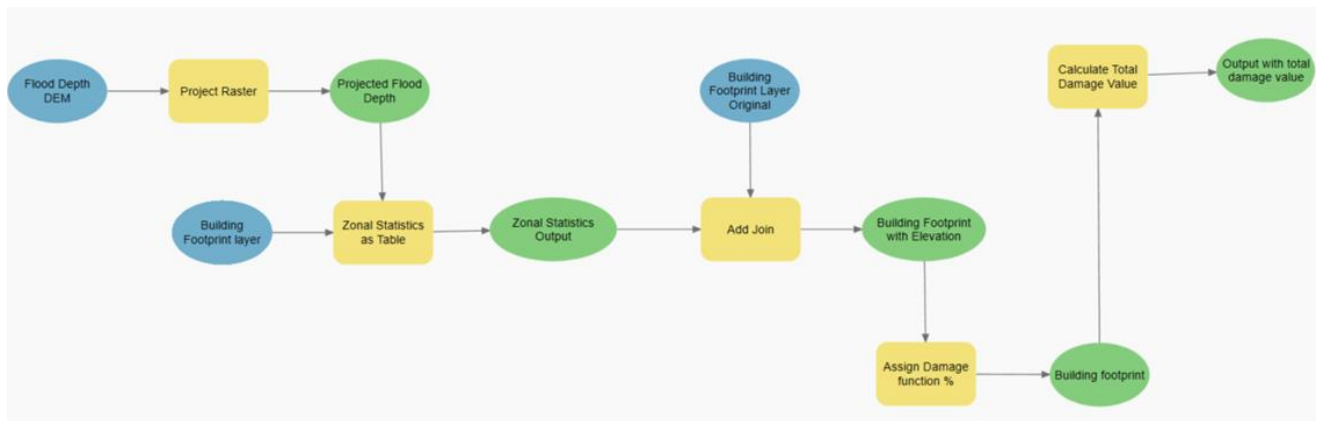 Flood Depth
DEM
Project Raster
Projected Flood
Depth
Building
Footprint Layer
Original
Calculate Total
Damage Value
Output with total
damage value
Building
Footprint layer
Zonal Statistics
as Table
Zonal Statistics
Output
Add Join
Building Footprint
with Elevation
Assign Damage
function %
Building footprint